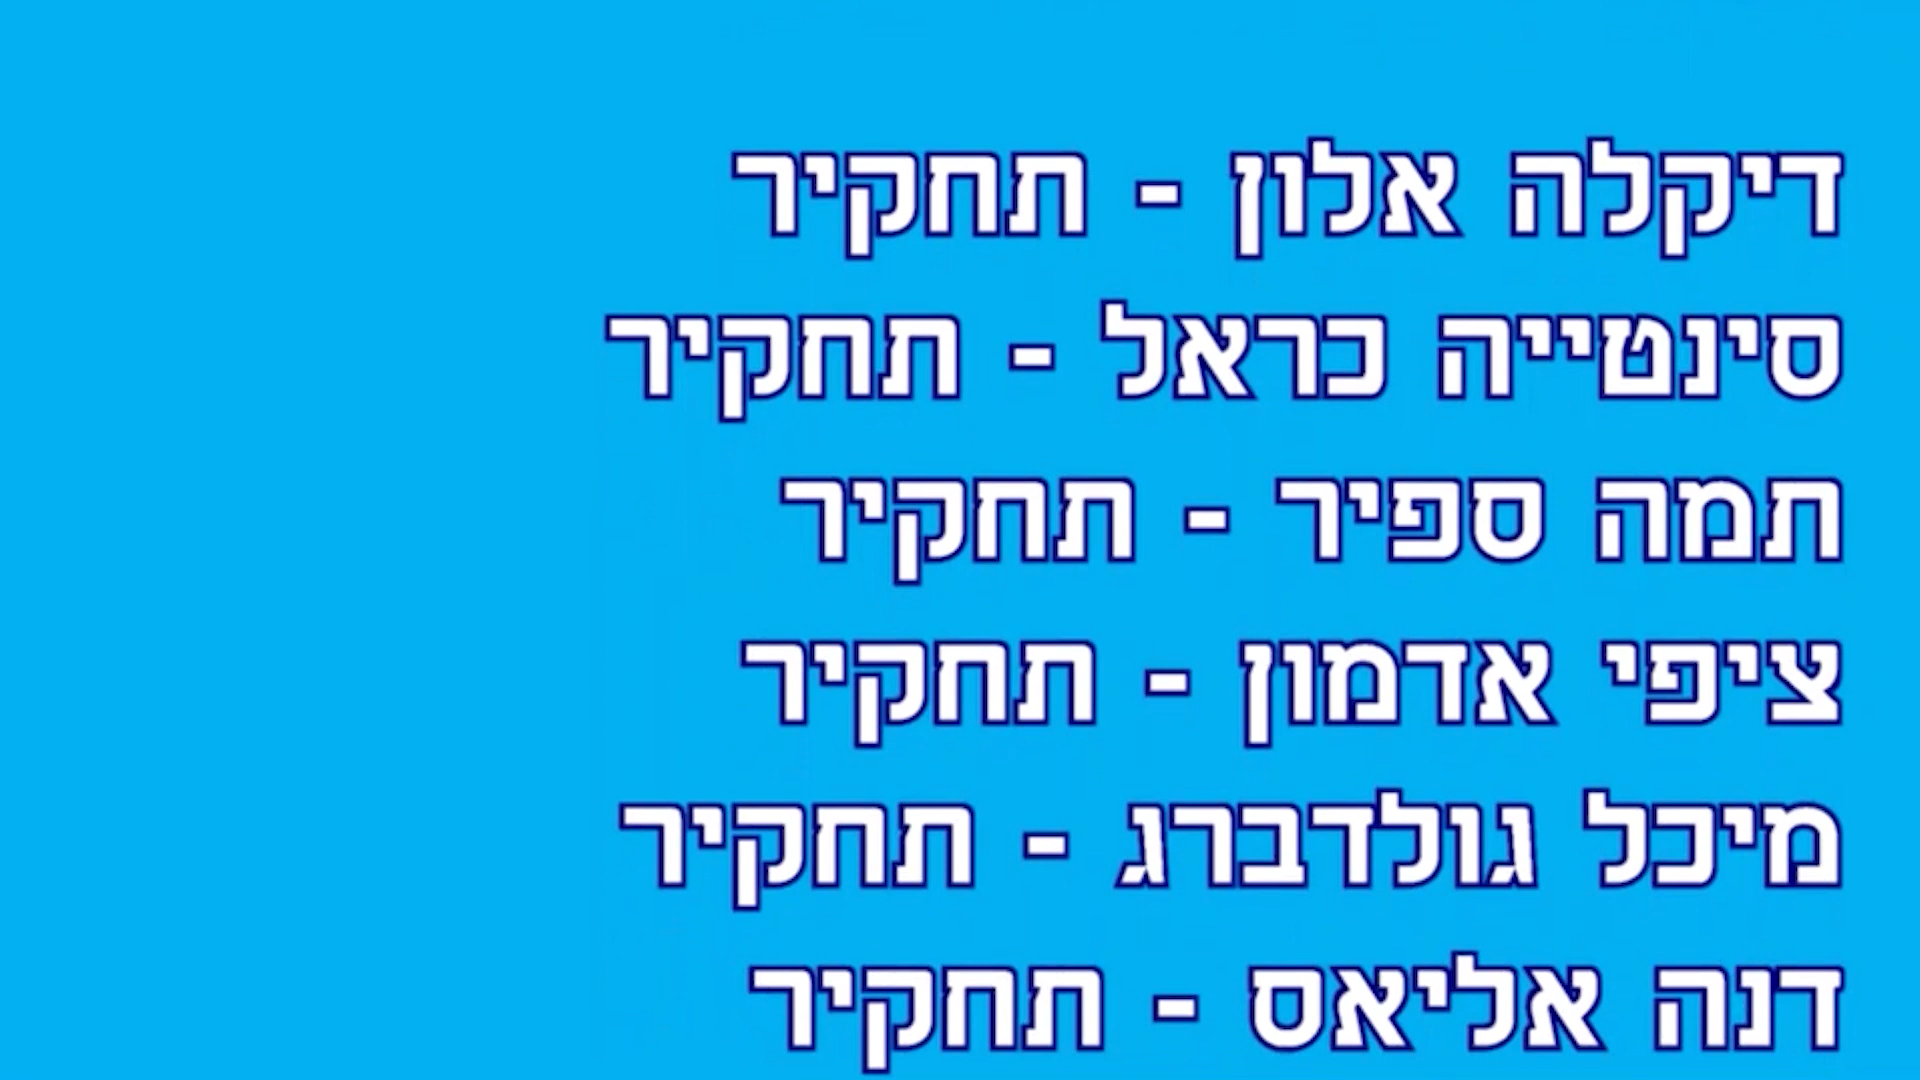 דיקלה אלון - תחקיר
סינטייה כראל - תחקיר
תמה ספיר - תחקיר
ציפי אדמון - תחקיר
מיכל גולדברג - תחקיר
דנה אליאס - תחקיר